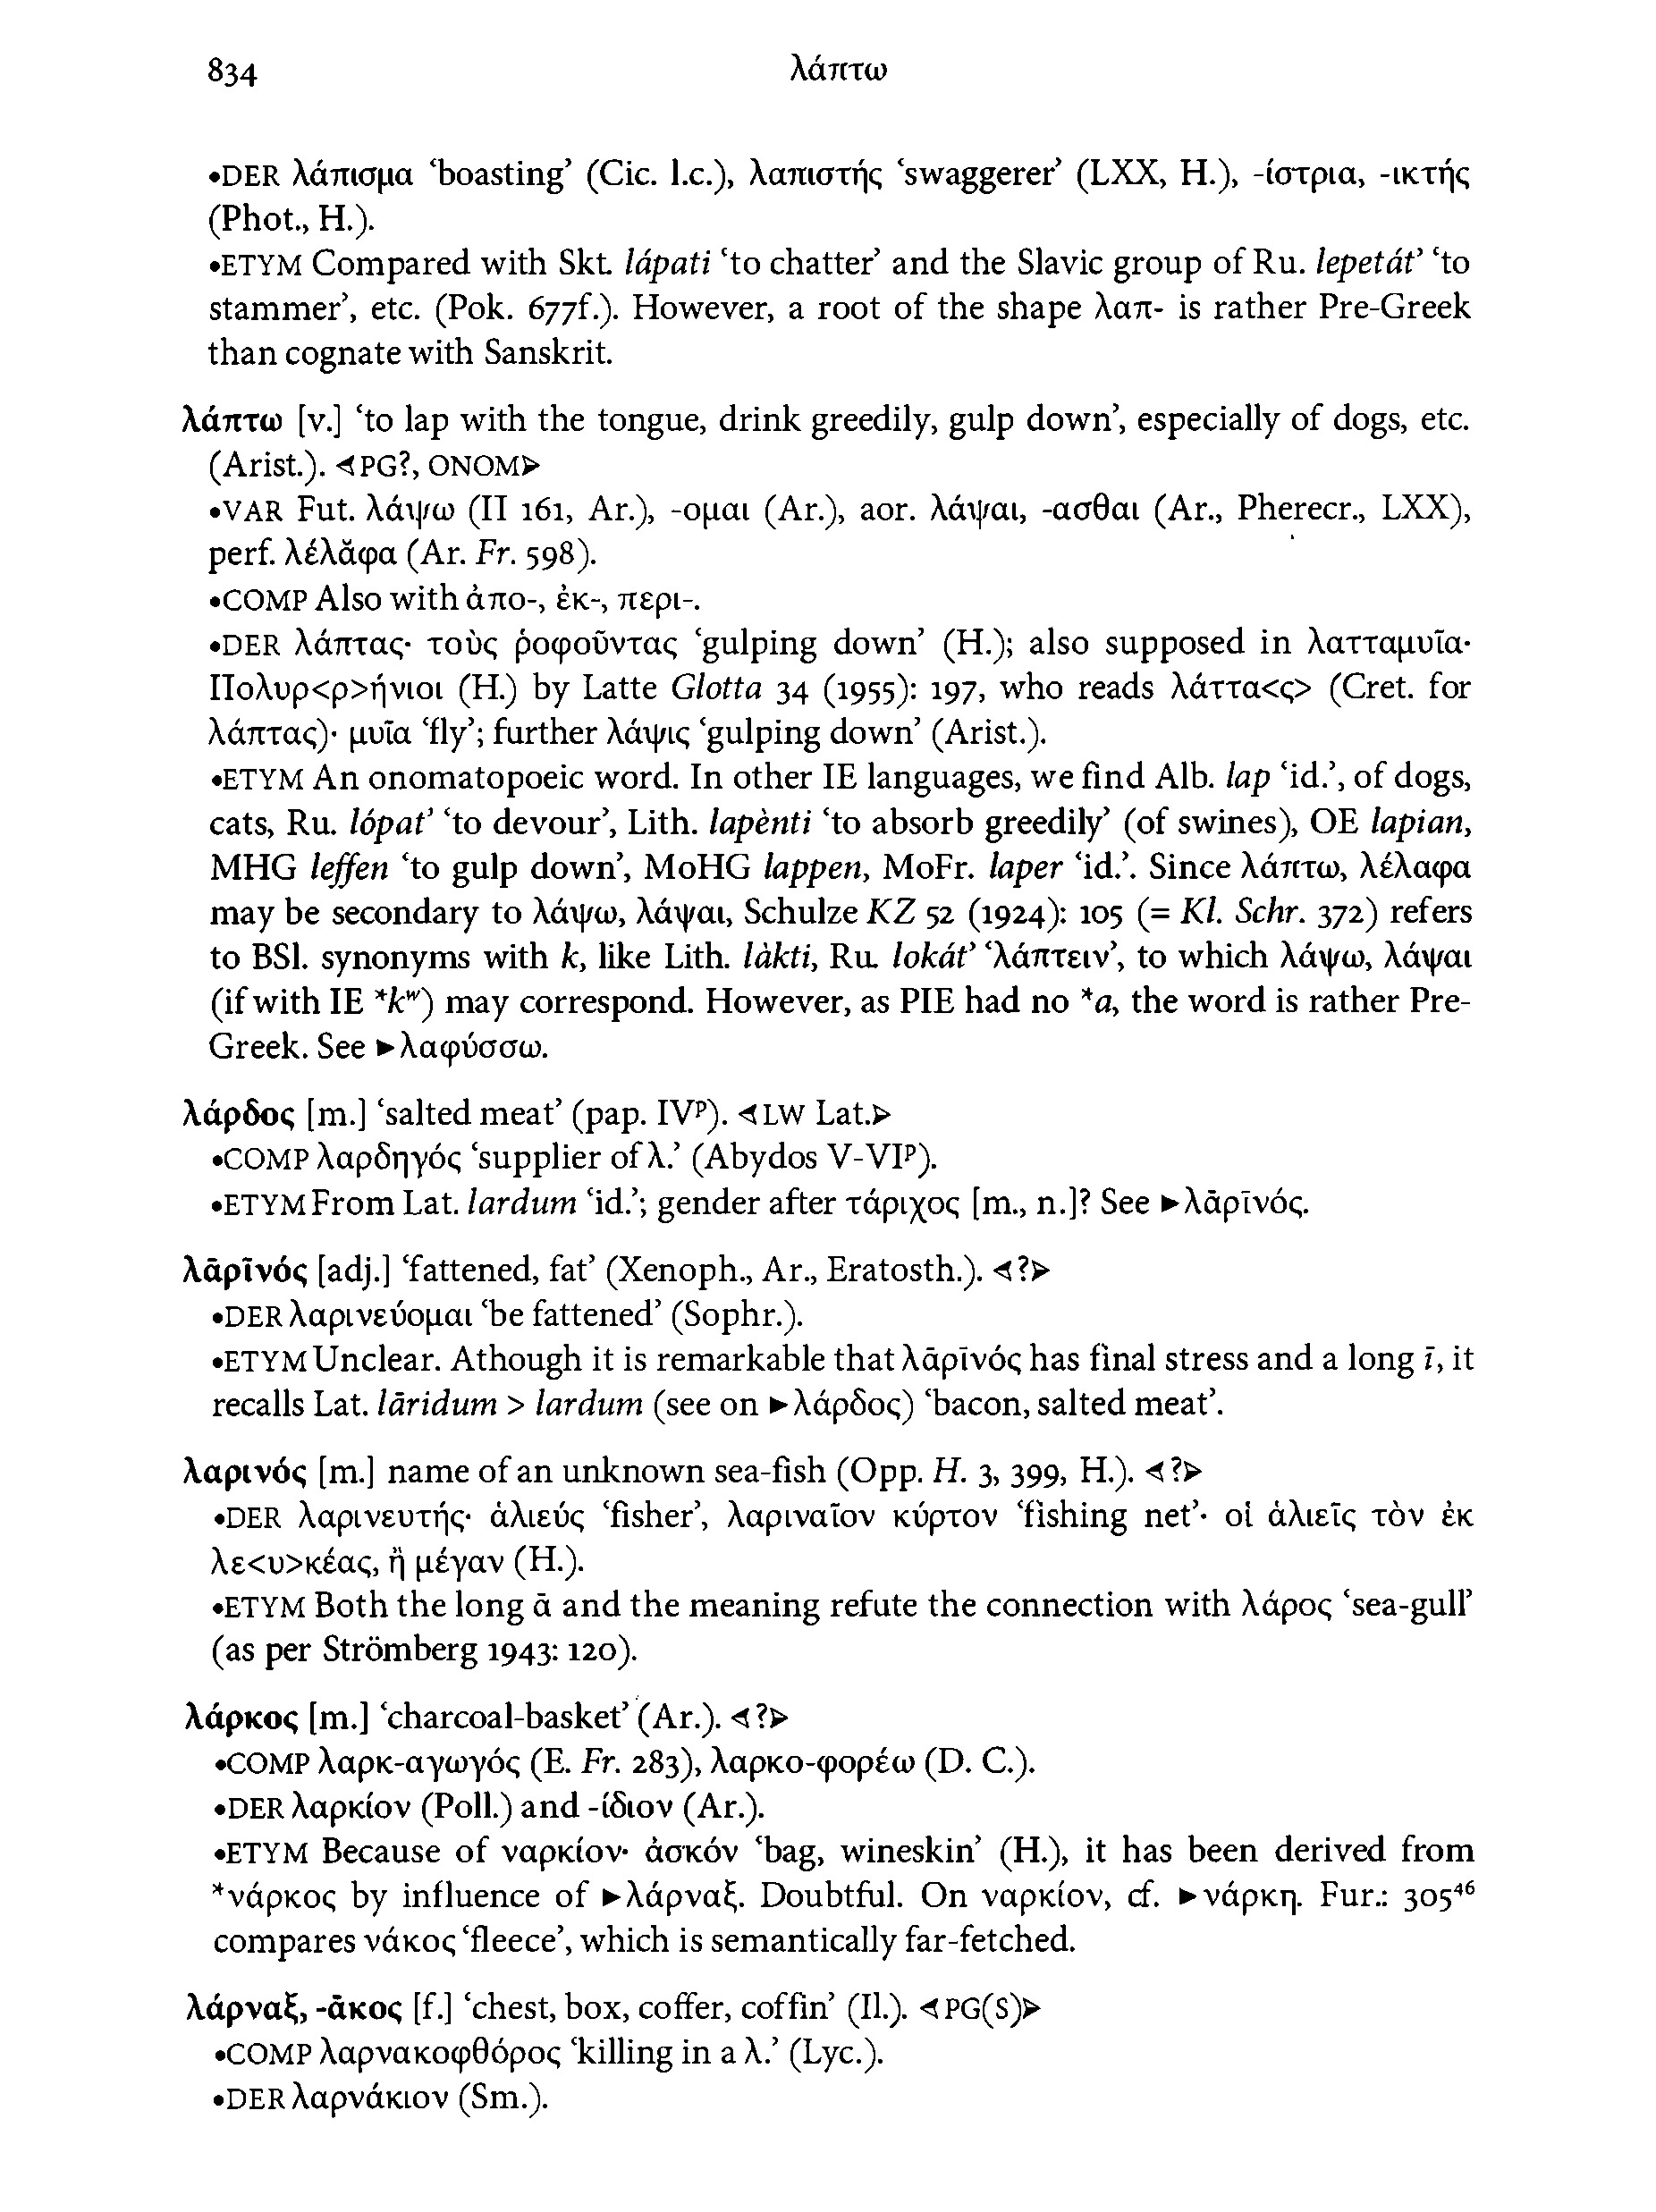 834 λάπτω
•DER λάπισμα ‘boasting’ (Cic. l.c.), λαπιστής ‘swaggerer’ (LXX, H.), -ίστρια, -ικτής
(Phot., H.).
•ETYM Compared with Skt. lápati ‘to chatter’ and the Slavic group of Ru. lepetát’ ‘to
stammer’, etc. (Pok. 677f.). However, a root of the shape λαπ- is rather Pre-Greek
than cognate with Sanskrit.
λάπτω [v.] ‘to lap with the tongue, drink greedily, gulp down’, especially of dogs, etc.
(Arist.). ◁PG?, ONOM▷
•VAR Fut. λάψω (Π 161, Ar.), -ομαι (Ar.), aor. λάψαι, -ασθαι (Ar., Pherecr., LXX),
perf. λέλᾰφα (Ar. Fr. 598).
•COMP Also with ἀπο-, ἐκ-, περι-.
•DER λάπτας· τοὺς ῥοφοῦντας ‘gulping down’ (H.); also supposed in λατταμυῖα·
Πολυρ<ρ>ήνιοι (H.) by Latte Glotta 34 (1955): 197, who reads λάττα<ς> (Cret. for
λάπτας)· μυῖα ‘fly’; further λάψις ‘gulping down’ (Arist.).
•ETYM An onomatopoeic word. In other IE languages, we find Alb. lap ‘id.’, of dogs,
cats, Ru. lópat’ ‘to devour’, Lith. lapènti ‘to absorb greedily’ (of swines), OE lapian,
MHG leffen ‘to gulp down’, MoHG lappen, MoFr. laper ‘id.’. Since λάπτω, λέλαφα
may be secondary to λάψω, λάψαι, Schulze KZ 52 (1924): 105 (= Kl. Schr. 372) refers
to BSl. synonyms with k, like Lith. làkti, Ru. lokát’ ‘λάπτειν’, to which λάψω, λάψαι
(if with IE *kʷ) may correspond. However, as PIE had no *a, the word is rather Pre-
Greek. See ►λαφύσσω.
λάρδος [m.] ‘salted meat’ (pap. IVᵖ). ◁LW Lat.▷
•COMP λαρδηγός ‘supplier of λ.’ (Abydos V-VIᵖ).
•ETYM From Lat. lardum ‘id.’; gender after τάριχος [m., n.]? See ►λᾱρῑνός.
λᾱρῑνός [adj.] ‘fattened, fat’ (Xenoph., Ar., Eratosth.). ◁?▷
•DER λαρινεύομαι ‘be fattened’ (Sophr.).
•ETYM Unclear. Athough it is remarkable that λᾱρῑνός has final stress and a long ī, it
recalls Lat. lāridum > lardum (see on ►λάρδος) ‘bacon, salted meat’.
λαρινός [m.] name of an unknown sea-fish (Opp. H. 3, 399, H.). ◁?▷
•DER λαρινευτής· ἁλιεύς ‘fisher’, λαριναῖον κύρτον ‘fishing net’· οἱ ἁλιεῖς τὸν ἐκ
λε<υ>κέας, ἢ μέγαν (H.).
•ETYM Both the long ᾱ and the meaning refute the connection with λάρος ‘sea-gull’
(as per Strömberg 1943: 120).
λάρκος [m.] ‘charcoal-basket’ (Ar.). ◁?▷
•COMP λαρκ-αγωγός (E. Fr. 283), λαρκο-φορέω (D. C.).
•DER λαρκίον (Poll.) and -ίδιον (Ar.).
•ETYM Because of ναρκίον· ἀσκόν ‘bag, wineskin’ (H.), it has been derived from
*νάρκος by influence of ►λάρναξ. Doubtful. On ναρκίον, cf. ►νάρκη. Fur.: 305⁴⁶
compares νάκος ‘fleece’, which is semantically far-fetched.
λάρναξ, -ᾰκος [f.] ‘chest, box, coffer, coffin’ (Il.). ◁PG(S)▷
•COMP λαρνακοφθόρος ‘killing in a λ.’ (Lyc.).
•DER λαρνάκιον (Sm.).